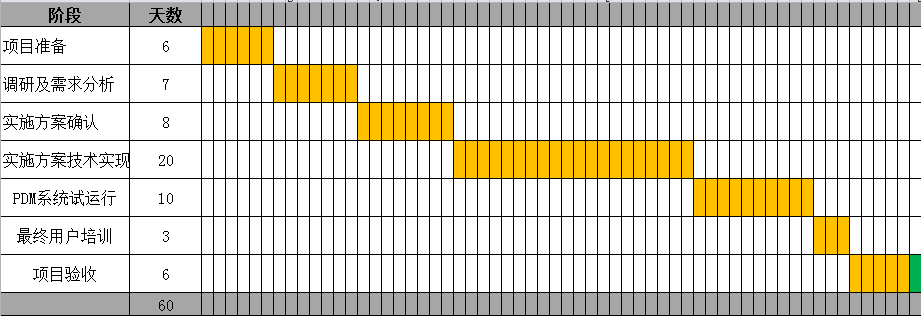 阶段 天数
项目准备 6
调研及需求分析 7
实施方案确认 8
实施方案技术实现 20
PDM系统试运行 10
最终用户培训 3
项目验收 6
60